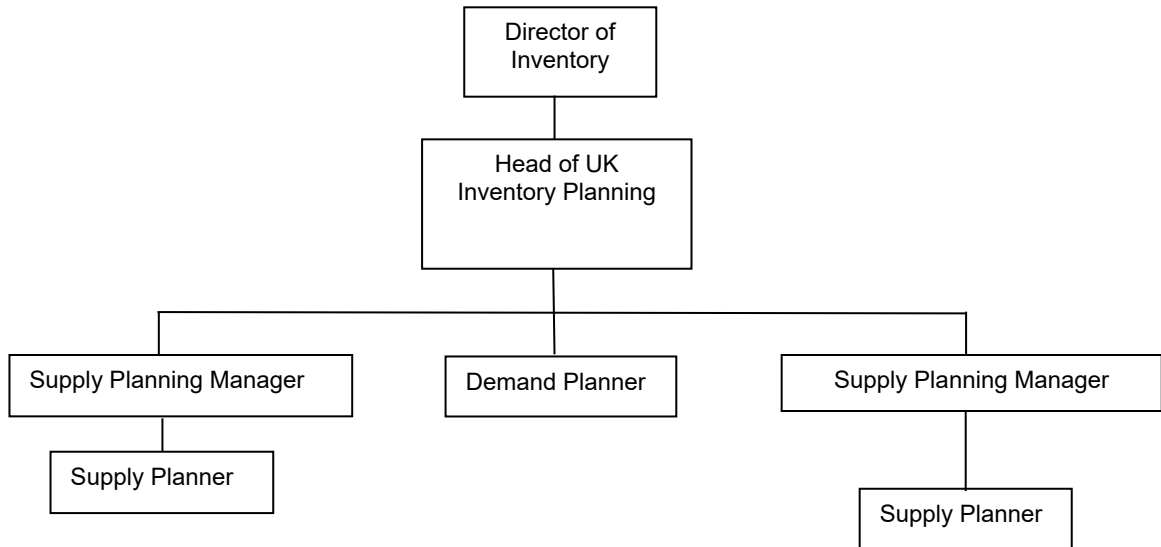 Director of
Inventory
Head of UK
Inventory Planning
Supply Planning Manager
Demand Planner
Supply Planning Manager
Supply Planner
Supply Planner